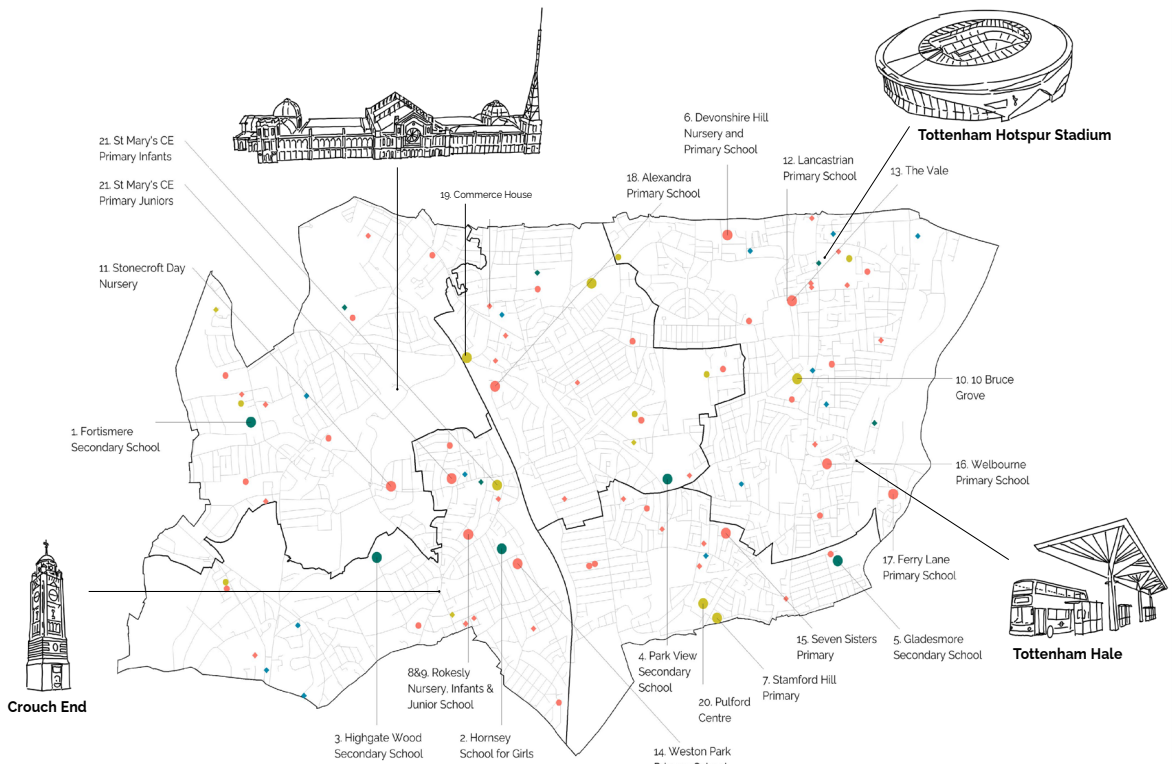 Tottenham Hotspur Stadium
6. Devonshire Hill
Nursery and
Primary School
21. St Mary's CE
Primary Infants
21. St Mary's CE
Primary Juniors
12. Lancastrian
Primary School
13. The Vale
18. Alexandra
Primary School
19. Commerce House
11. Stonecroft Day
Nursery
10. 10 Bruce
Grove
1. Fortismere
Secondary School
16. Welbourne
Primary School
17. Ferry Lane
Primary School
15. Seven Sisters
Primary
5. Gladesmore
Secondary School
Tottenham Hale
4. Park View
Secondary
School
7. Stamford Hill
Primary
8&9. Rokesly
Nursery, Infants &
Junior School
20. Pulford
Centre
Crouch End
3. Highgate Wood
Secondary School
2. Hornsey
School for Girls
14. Weston Park